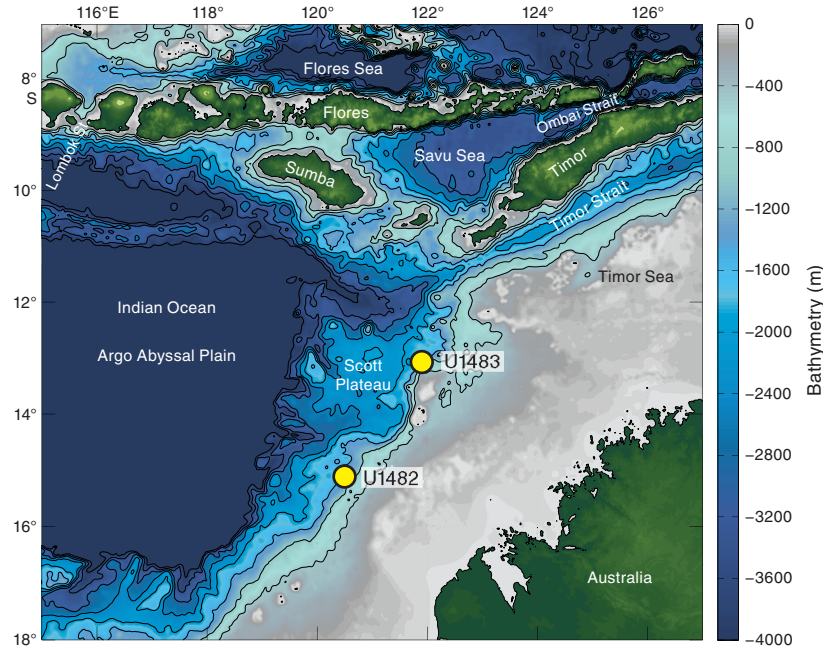 116°E 118° 120° 122° 124° 126°
8°
S
10°
12°
14°
16°
18°
Flores Sea
Flores
Ombai Strait
Lombok St.
Savu Sea
Sumba
Timor
Timor Strait
Timor Sea
Indian Ocean
Argo Abyssal Plain
Scott
Plateau
U1483
U1482
Australia
0
−400
−800
−1200
−1600
−2000
−2400
−2800
−3200
−3600
−4000
Bathymetry (m)